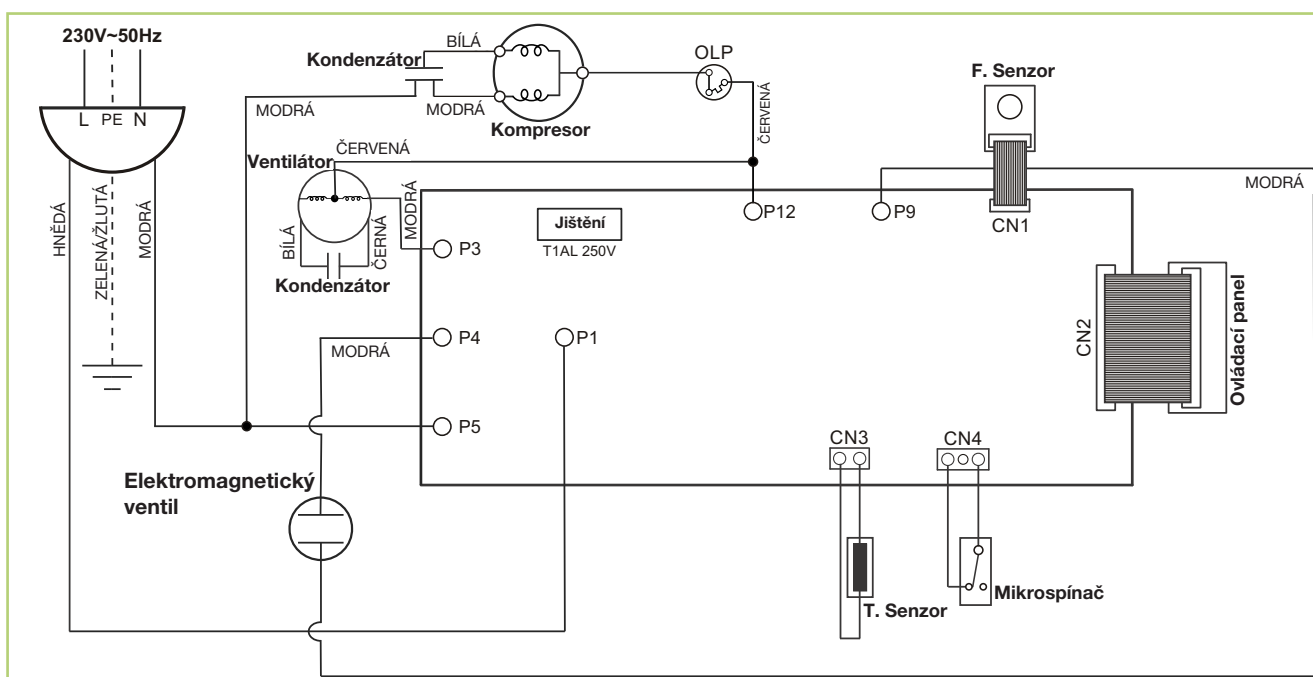 230V~50Hz
L PE N
HNĚDÁ
ZELENÁ/ŽLUTÁ
MODRÁ
Kondenzátor
BÍLÁ
MODRÁ
MODRÁ
Kompresor
OLP
ČERVENÁ
F. Senzor
CN1
MODRÁ
Ventilátor
ČERVENÁ
BÍLÁ
ČERNÁ
MODRÁ
Kondenzátor
Jištění
T1AL 250V
P12
P9
P3
P4
P1
MODRÁ
P5
CN2
Ovládací panel
CN3
CN4
Elektromagnetický
ventil
T. Senzor
Mikrospínač